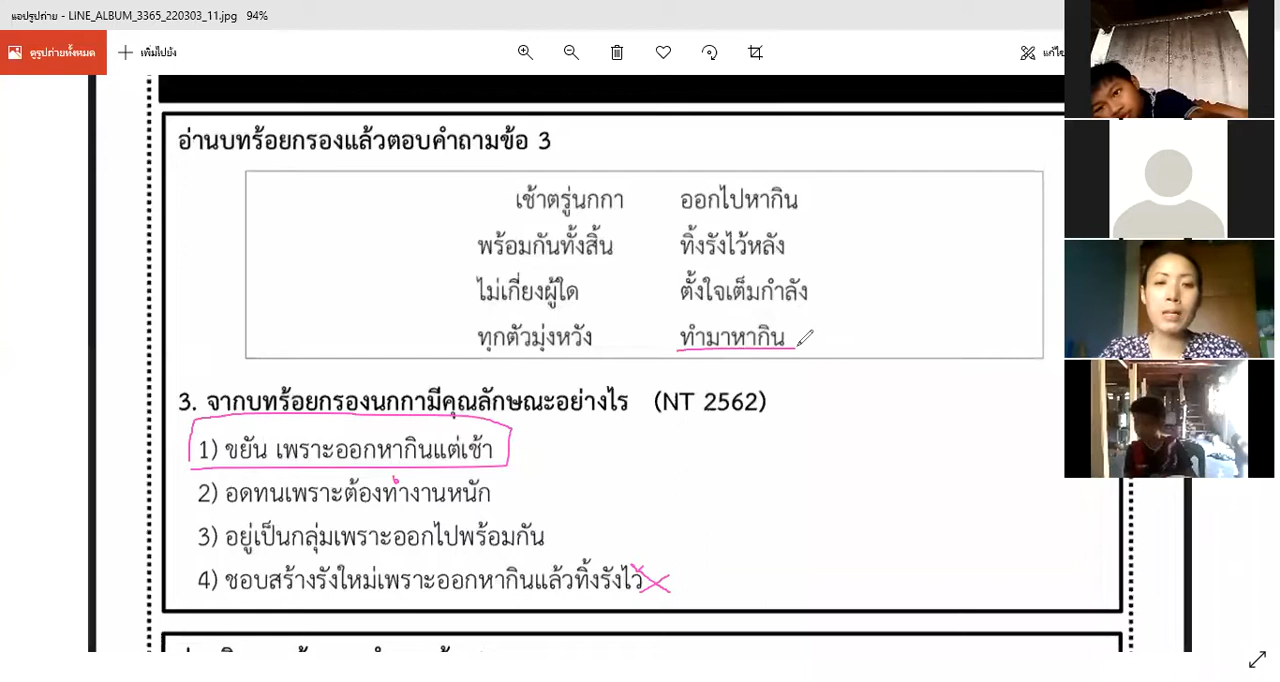 แอปรูปถ่าย - LINE_ALBUM_3365_220303_11.jpg 94%
ดูรูปถ่ายทั้งหมด
เพิ่มไปยัง
อ่านบทร้อยกรองแล้วตอบคำถามข้อ 3
เช้าตรู่นกกา ออกไปหากิน
พร้อมกันทั้งสิ้น ทิ้งรังไว้หลัง
ไม่เกี่ยงผู้ใด ตั้งใจเต็มกำลัง
ทุกตัวมุ่งหวัง ทำมาหากิน
3. จากบทร้อยกรองนกกามีคุณลักษณะอย่างไร (NT 2562)
1) ขยัน เพราะออกหากินแต่เช้า
2) อดทนเพราะต้องทำงานหนัก
3) อยู่เป็นกลุ่มเพราะออกไปพร้อมกัน
4) ชอบสร้างรังใหม่เพราะออกหากินแล้วทิ้งรังไว้